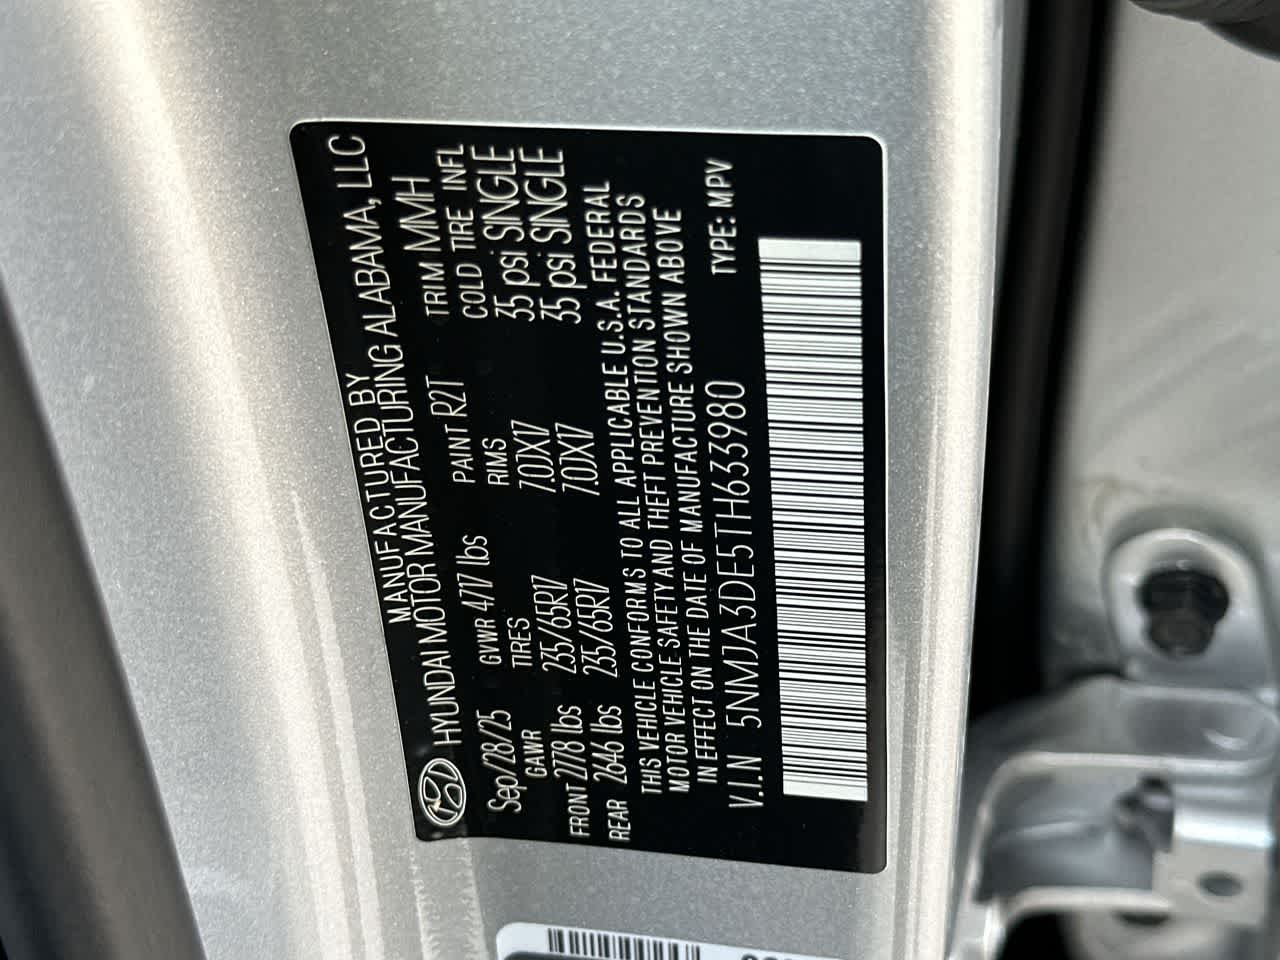 MANUFACTURED BY
HYUNDAI MOTOR MANUFACTURING ALABAMA, LLC
Sep/28/25 GVWR 4717 lbs PAINT R2T TRIM MMH
GAWR TIRES RIMS COLD TIRE INFL
FRONT 2778 lbs 235/65R17 7.0JX17 35 psi SINGLE
REAR 2646 lbs 235/65R17 7.0JX17 35 psi SINGLE
THIS VEHICLE CONFORMS TO ALL APPLICABLE U.S.A. FEDERAL
MOTOR VEHICLE SAFETY AND THEFT PREVENTION STANDARDS
IN EFFECT ON THE DATE OF MANUFACTURE SHOWN ABOVE
V.I.N 5NMJA3DE5TH633980 TYPE: MPV